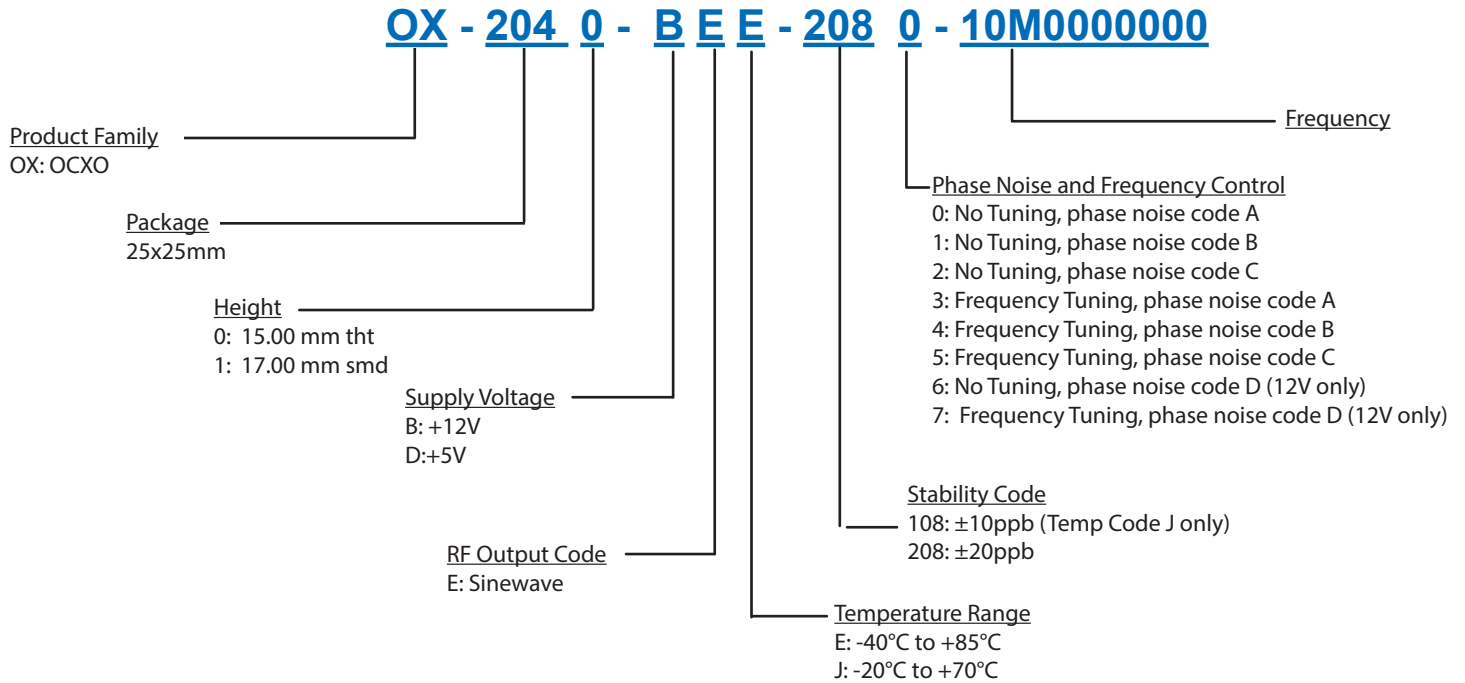 OX - 204 0 - B E E - 208 0 - 10M0000000
Product Family
OX: OCXO
Package
25x25mm
Height
0: 15.00 mm tht
1: 17.00 mm smd
Supply Voltage
B: +12V
D:+5V
RF Output Code
E: Sinewave
Temperature Range
E: -40°C to +85°C
J: -20°C to +70°C
Stability Code
108: ±10ppb (Temp Code J only)
208: ±20ppb
Phase Noise and Frequency Control
0: No Tuning, phase noise code A
1: No Tuning, phase noise code B
2: No Tuning, phase noise code C
3: Frequency Tuning, phase noise code A
4: Frequency Tuning, phase noise code B
5: Frequency Tuning, phase noise code C
6: No Tuning, phase noise code D (12V only)
7: Frequency Tuning, phase noise code D (12V only)
Frequency